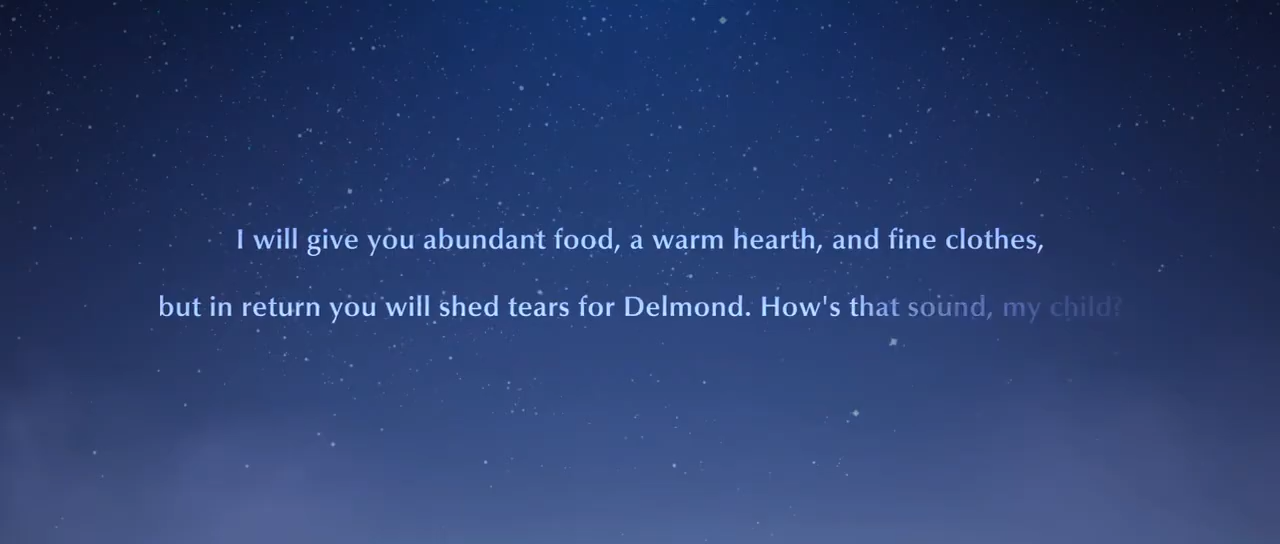 I will give you abundant food, a warm hearth, and fine clothes,
but in return you will shed tears for Delmond. How's that sound, my child?